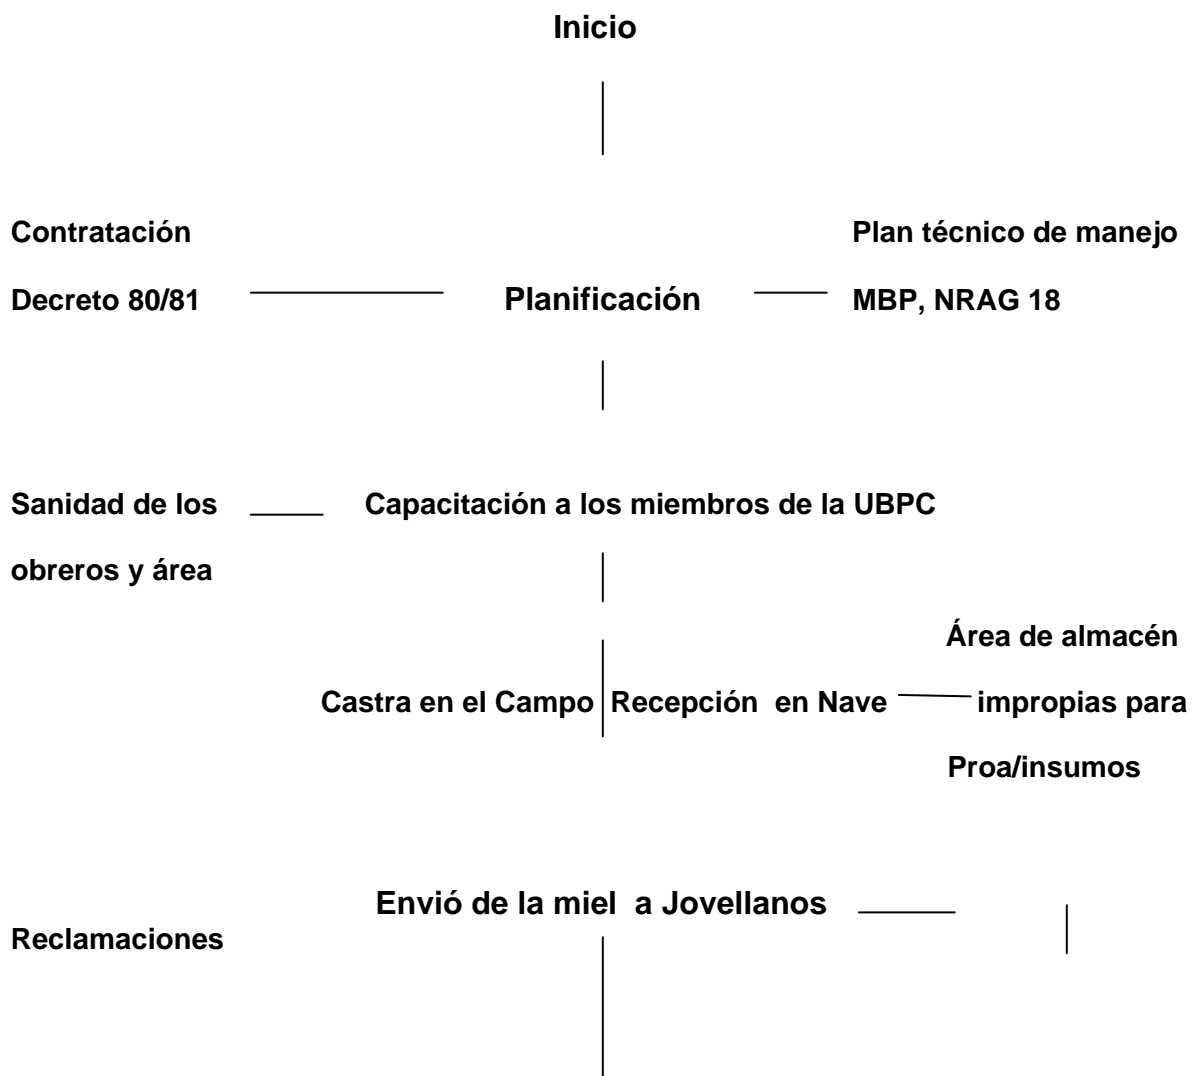 Inicio
Contratación
Plan técnico de manejo
Decreto 80/81
Planificación
MBP, NRAG 18
Sanidad de los
Capacitación a los miembros de la UBPC
obreros y área
Área de almacén
Castra en el Campo
Recepción en Nave
impropias para
Proa/insumos
Envió de la miel a Jovellanos
Reclamaciones